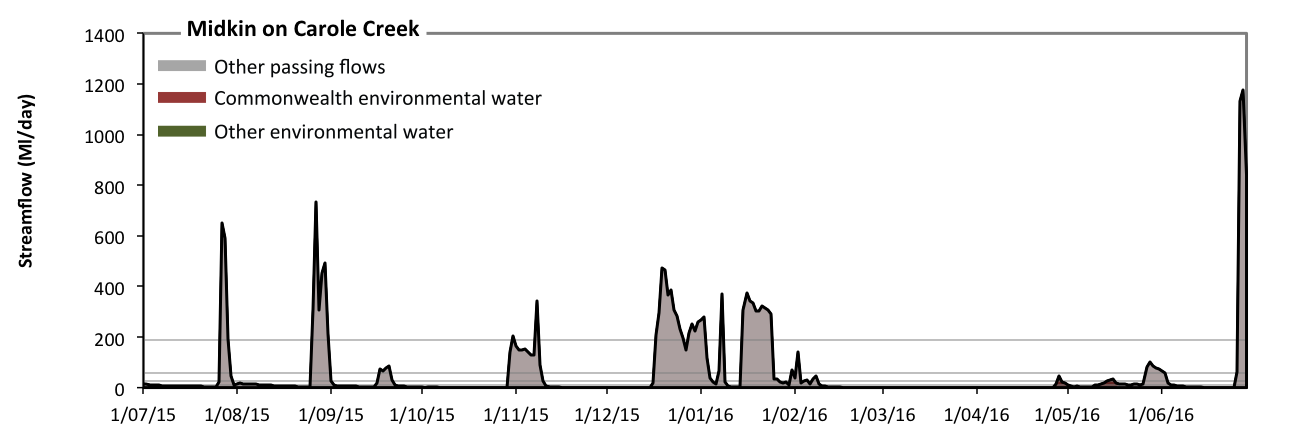 Midkin on Carole Creek
Streamflow (Ml/day)
1400
1200
1000
800
600
400
200
0
Other passing flows
Commonwealth environmental water
Other environmental water
1/07/15 1/08/15 1/09/15 1/10/15 1/11/15 1/12/15 1/01/16 1/02/16 1/03/16 1/04/16 1/05/16 1/06/16